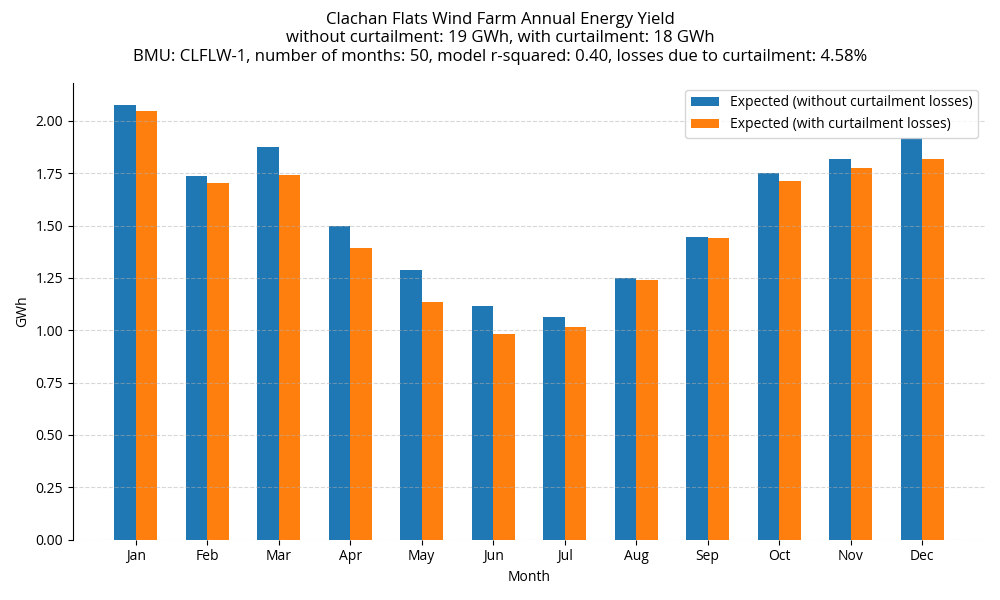 Clachan Flats Wind Farm Annual Energy Yield
without curtailment: 19 GWh, with curtailment: 18 GWh
BMU: CLFLW-1, number of months: 50, model r-squared: 0.40, losses due to curtailment: 4.58%
Expected (without curtailment losses)
Expected (with curtailment losses)
GWh
2.00
1.75
1.50
1.25
1.00
0.75
0.50
0.25
0.00
Jan Feb Mar Apr May Jun Jul Aug Sep Oct Nov Dec
Month